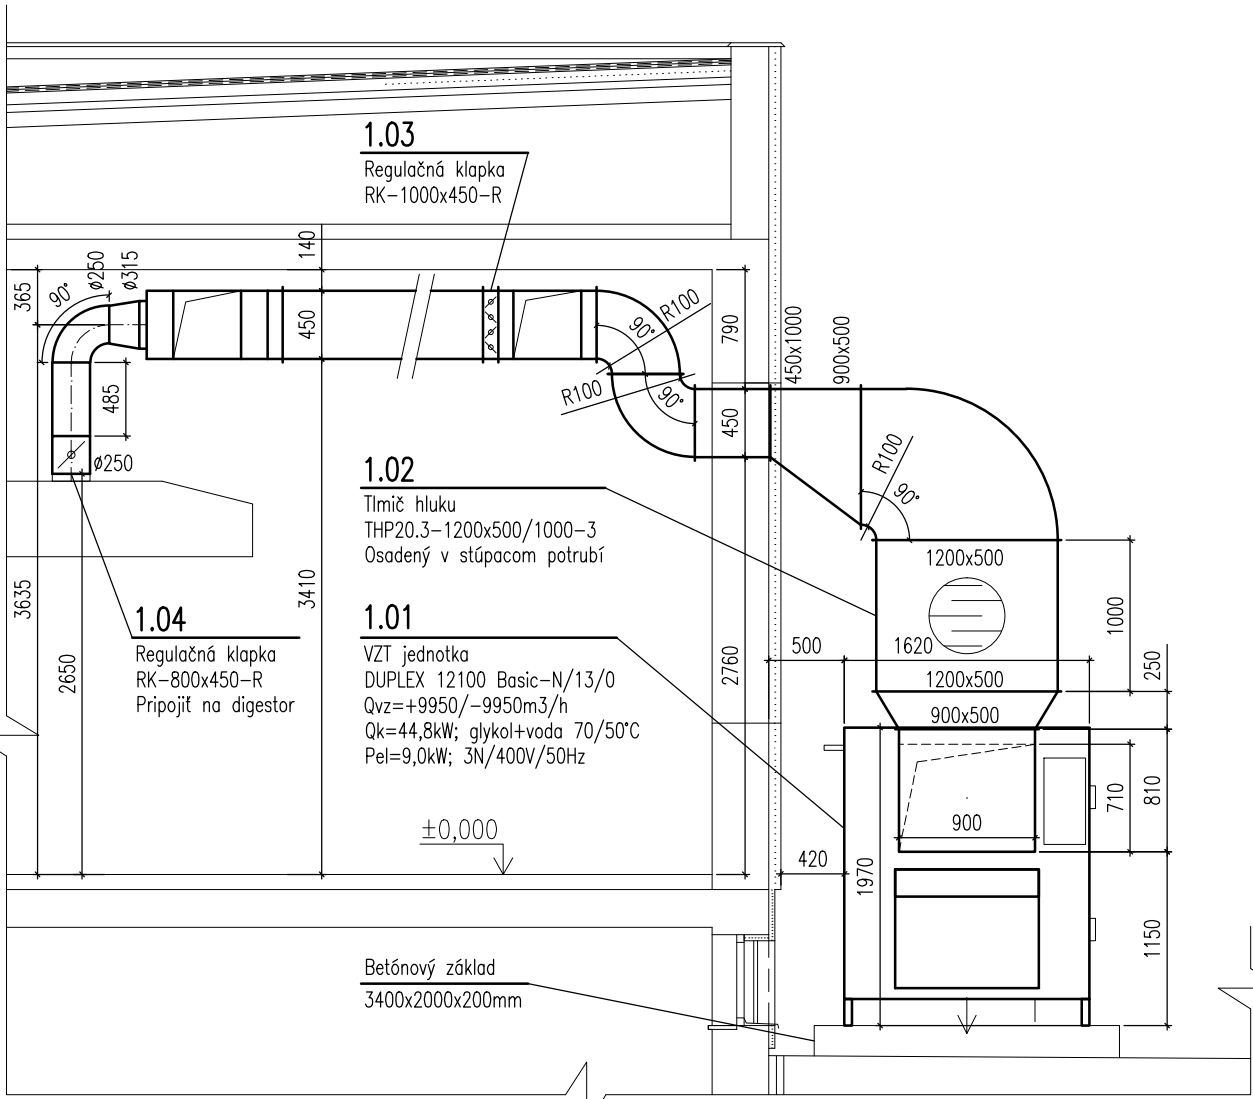 1.03
Regulačná klapka
RK-1000x450-R
140
365
90°
ø250
ø315
450
R100
90°
790
450x1000
900x500
R100
90°
485
450
ø250
R100
90°
1.02
Tlmič hluku
THP20.3-1200x500/1000-3
Osadený v stúpacom potrubí
1200x500
1000
3635
3410
1.04
Regulačná klapka
RK-800x450-R
Pripojiť na digestor
2650
1.01
VZT jednotka
DUPLEX 12100 Basic-N/13/0
Qvz=+9950/-9950m3/h
Qk=44,8kW; glykol+voda 70/50°C
Pel=9,0kW; 3N/400V/50Hz
2760
500
1620
1200x500
250
900x500
710
810
900
±0,000
420
1970
1150
Betónový základ
3400x2000x200mm